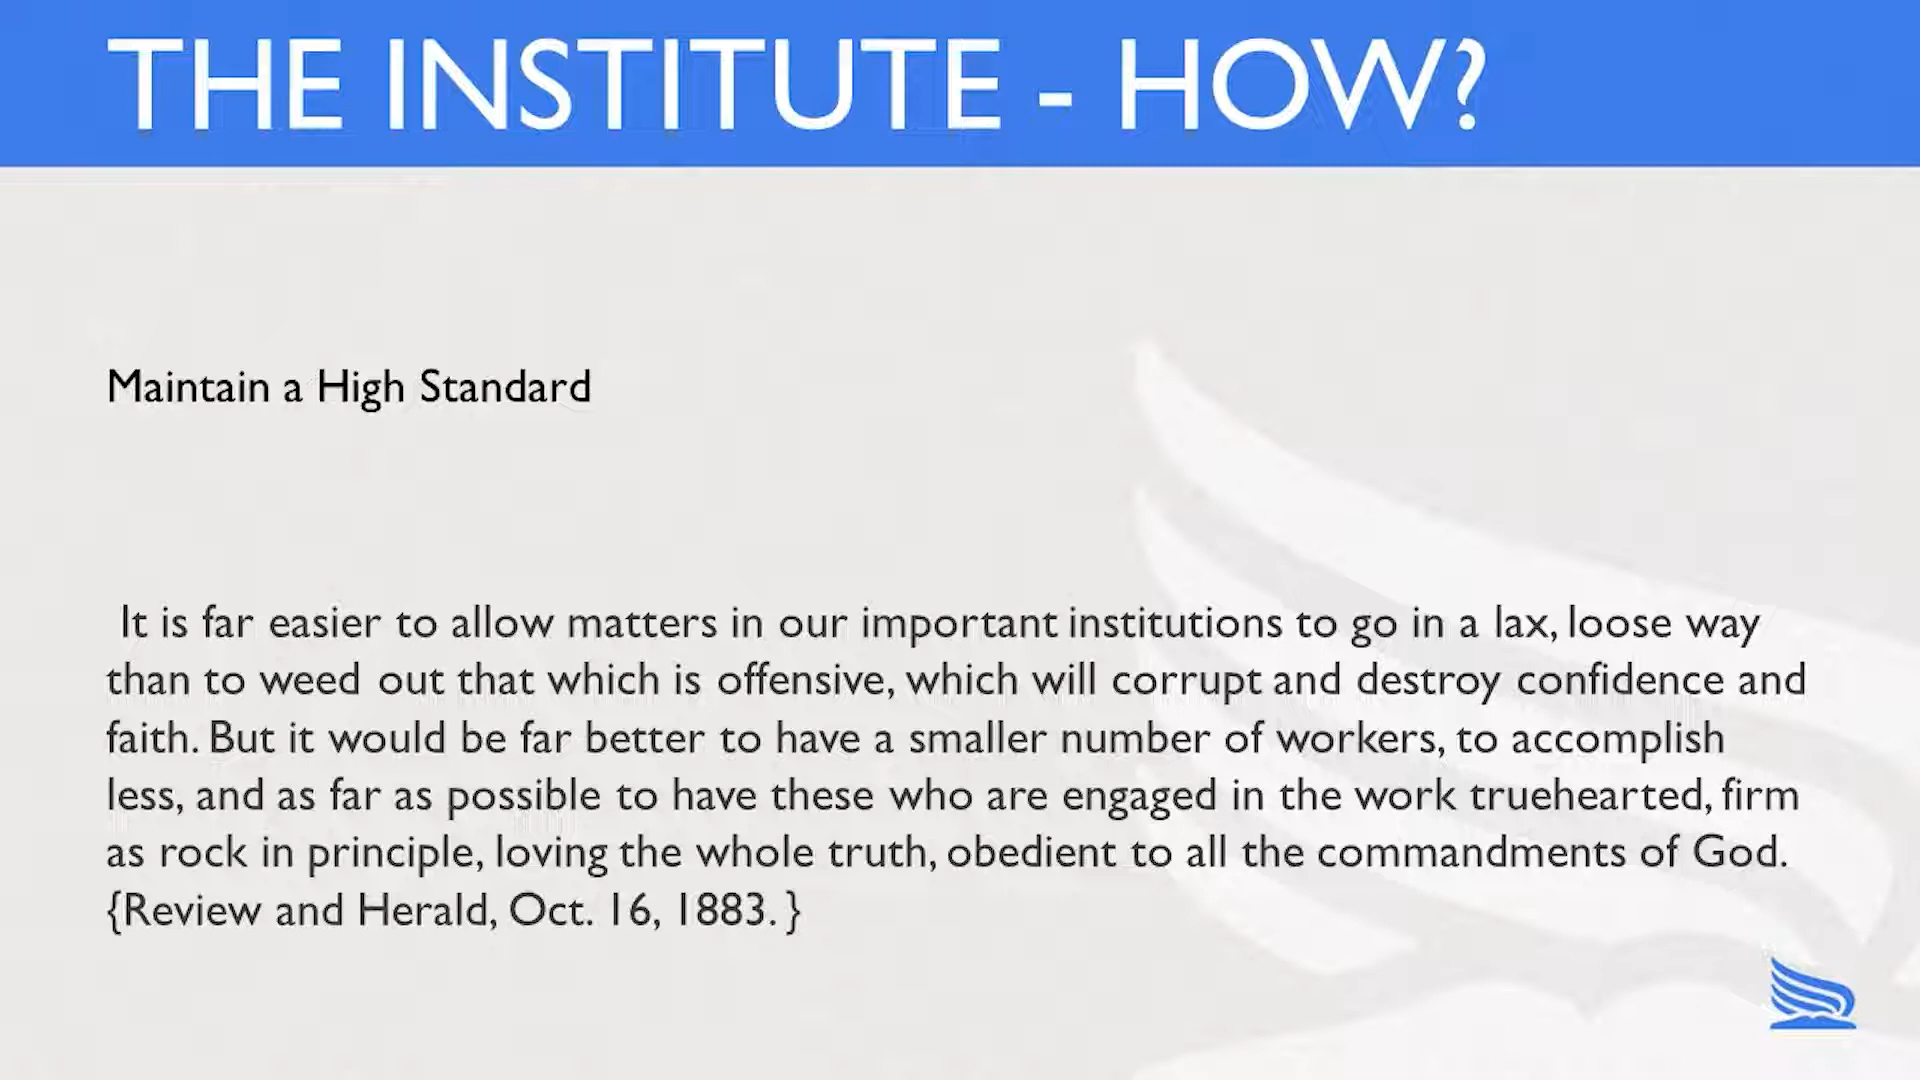 THE INSTITUTE - HOW?
Maintain a High Standard
It is far easier to allow matters in our important institutions to go in a lax, loose way
than to weed out that which is offensive, which will corrupt and destroy confidence and
faith. But it would be far better to have a smaller number of workers, to accomplish
less, and as far as possible to have these who are engaged in the work truehearted, firm
as rock in principle, loving the whole truth, obedient to all the commandments of God.
{Review and Herald, Oct. 16, 1883. }